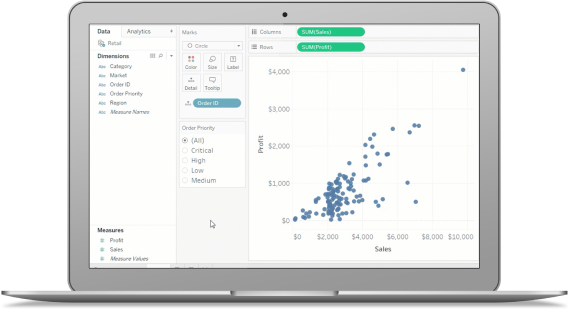 Data Analytics
Retail
Dimensions
Abc Category
Abc Market
Abc Order ID
Abc Order Priority
Abc Region
Abc Measure Names
Measures
# Profit
# Sales
# Measure Values
Marks
Circle
Color Size Label
Detail Tooltip
Order ID
Order Priority
(All)
Critical
High
Low
Medium
Columns SUM(Sales)
Rows SUM(Profit)
$4,000
$3,000
$2,000
$1,000
$0
Profit
$0 $2,000 $4,000 $6,000 $8,000 $10,000
Sales